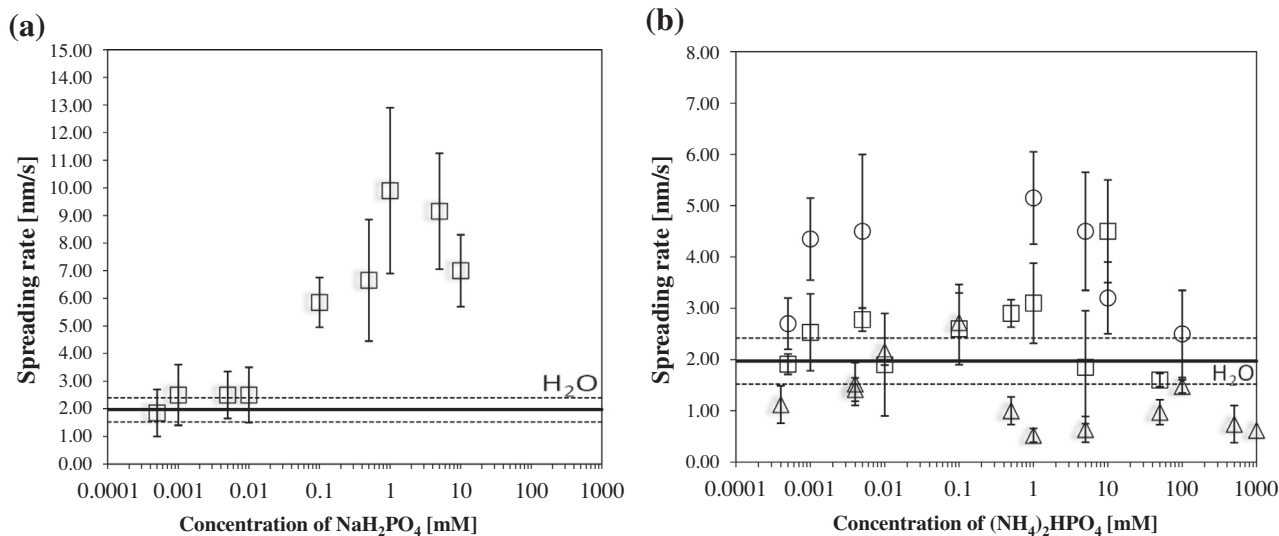 (a)
15.00
14.00
13.00
12.00
11.00
10.00
9.00
8.00
7.00
6.00
5.00
4.00
3.00
2.00
1.00
0.00
Spreading rate [nm/s]
H₂O
0.0001 0.001 0.01 0.1 1 10 100 1000
Concentration of NaH₂PO₄ [mM]
(b)
8.00
7.00
6.00
5.00
4.00
3.00
2.00
1.00
0.00
Spreading rate [nm/s]
H₂O
0.0001 0.001 0.01 0.1 1 10 100 1000
Concentration of (NH₄)₂HPO₄ [mM]